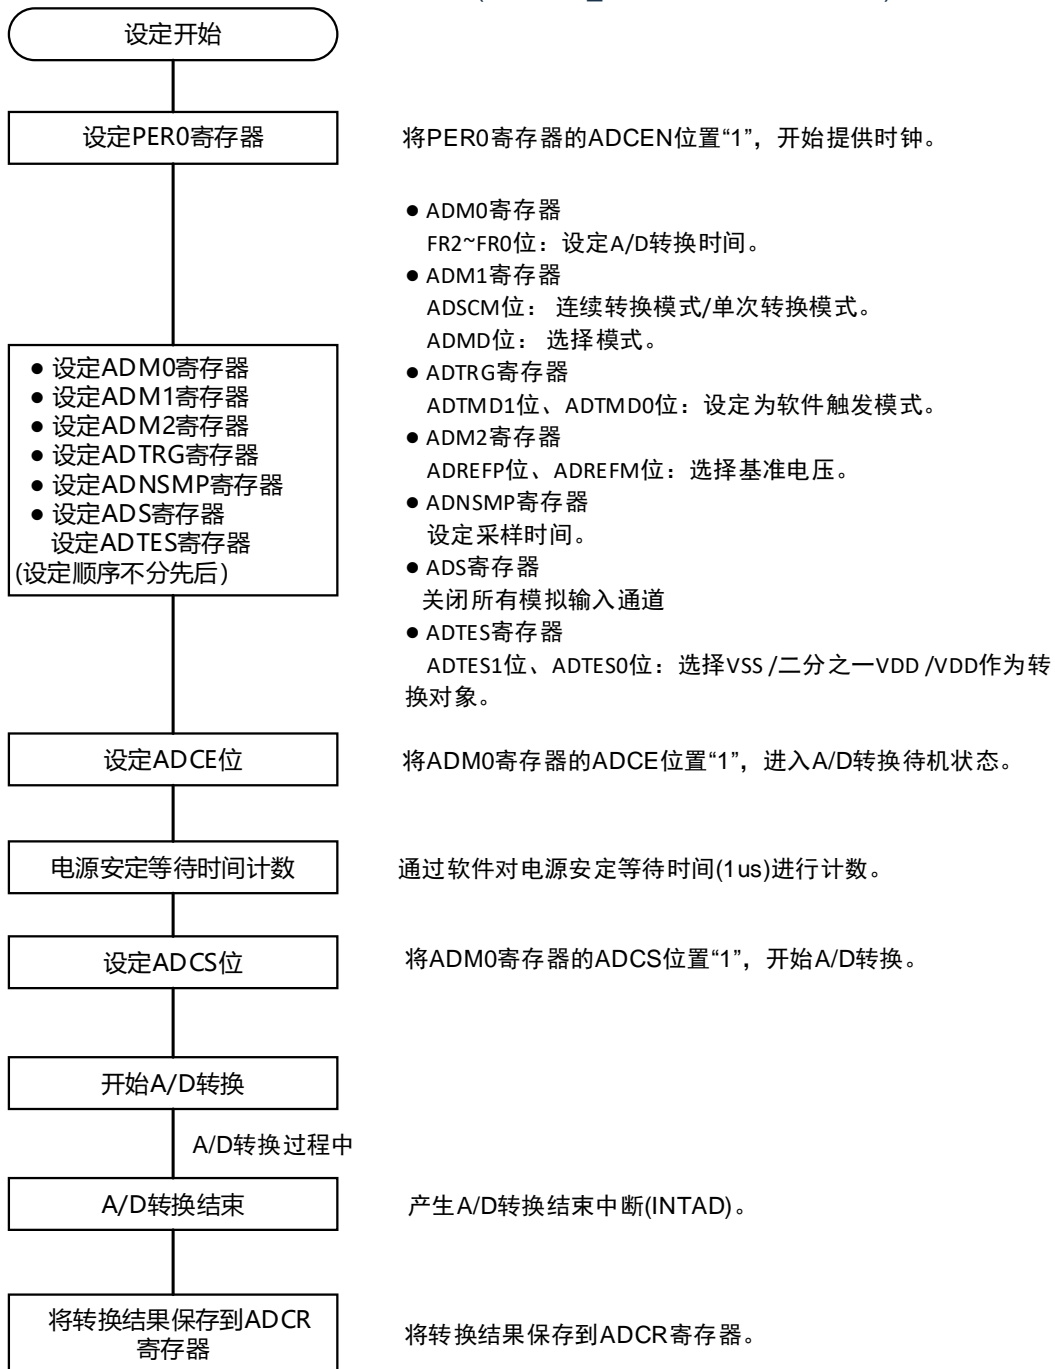 设定开始
设定PER0寄存器
将PER0寄存器的ADCEN位置“1”，开始提供时钟。
● 设定ADM0寄存器
● 设定ADM1寄存器
● 设定ADM2寄存器
● 设定ADTRG寄存器
● 设定ADNSMP寄存器
● 设定ADS寄存器
设定ADTES寄存器
(设定顺序不分先后)
● ADM0寄存器
FR2~FR0位：设定A/D转换时间。
● ADM1寄存器
ADSCM位： 连续转换模式/单次转换模式。
ADMD位： 选择模式。
● ADTRG寄存器
ADTMD1位、ADTMD0位：设定为软件触发模式。
● ADM2寄存器
ADREFP位、ADREFM位：选择基准电压。
● ADNSMP寄存器
设定采样时间。
● ADS寄存器
关闭所有模拟输入通道
● ADTES寄存器
ADTES1位、ADTES0位：选择VSS /二分之一VDD /VDD作为转
换对象。
设定ADCE位
将ADM0寄存器的ADCE位置“1”，进入A/D转换待机状态。
电源安定等待时间计数
通过软件对电源安定等待时间(1us)进行计数。
设定ADCS位
将ADM0寄存器的ADCS位置“1”，开始A/D转换。
开始A/D转换
A/D转换过程中
A/D转换结束
产生A/D转换结束中断(INTAD)。
将转换结果保存到ADCR
寄存器
将转换结果保存到ADCR寄存器。